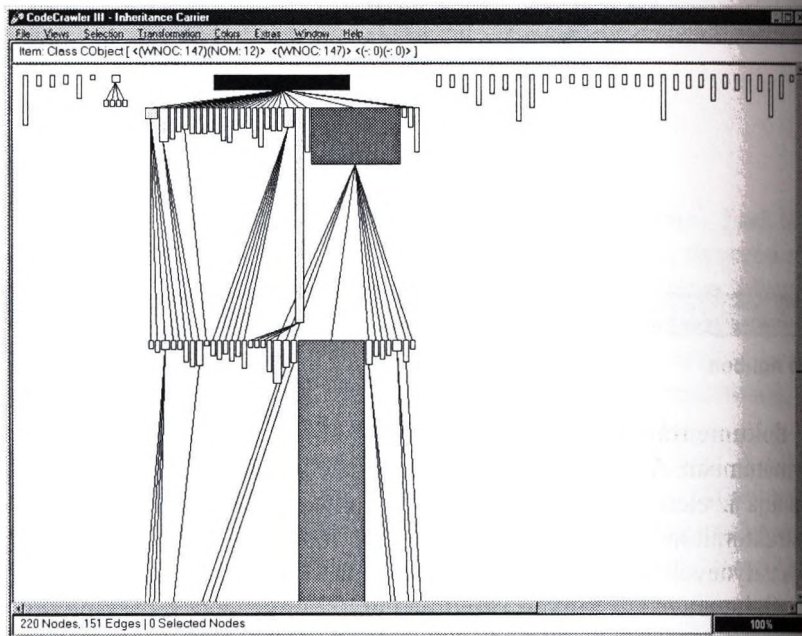 CodeCrawler III - Inheritance Carrier
File Views Selection Transformation Colors Extras Window Help
Item: Class CObject [ <(WNOC: 147)(NOM: 12)> <(WNOC: 147)> <(-: 0)(-: 0)> ]
220 Nodes, 151 Edges | 0 Selected Nodes
100%